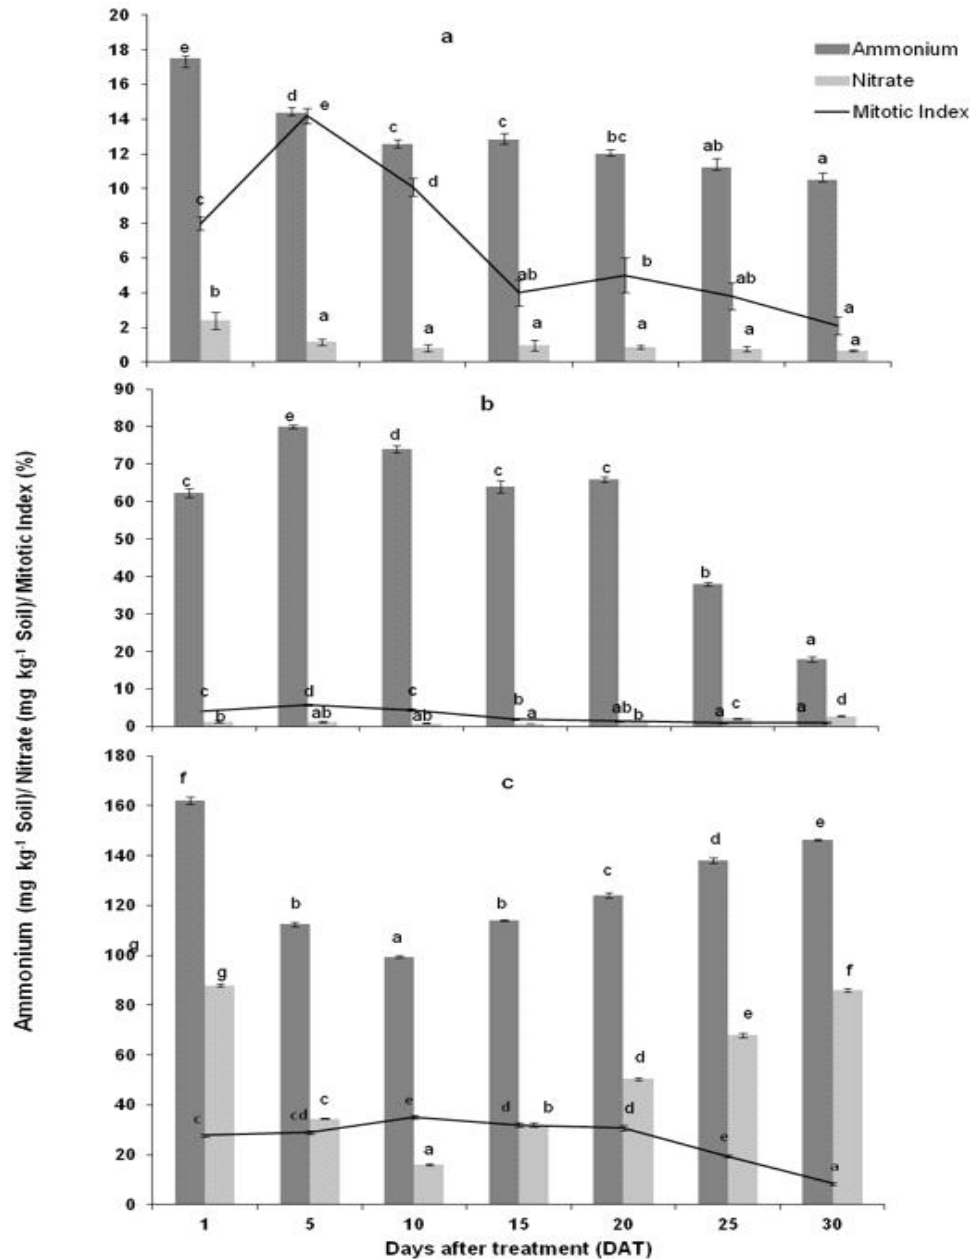 20
18
16
14
12
10
8
6
4
2
0
a
Ammonium
Nitrate
Mitotic Index
e
d
e
c
c
bc
ab
a
c
d
ab
b
ab
a
b
a
a
a
a
a
a
90
80
70
60
50
40
30
20
10
0
b
c
e
d
c
c
b
a
c
d
c
b
ab
a
a
b
ab
ab
a
b
c
d
180
160
140
120
100
80
60
40
20
0
g
c
f
b
a
b
c
d
e
g
c
a
b
d
e
f
c
cd
e
d
d
e
a
1 5 10 15 20 25 30
Days after treatment (DAT)
Ammonium (mg kg-1 Soil)/ Nitrate (mg kg-1 Soil)/ Mitotic Index (%)